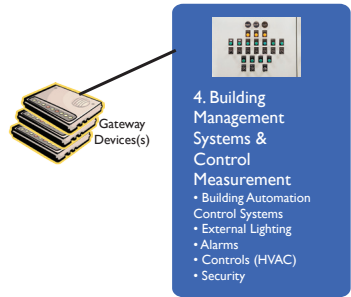 Gateway
Devices(s)
4. Building
Management
Systems &
Control
Measurement
• Building Automation
Control Systems
• External Lighting
• Alarms
• Controls (HVAC)
• Security